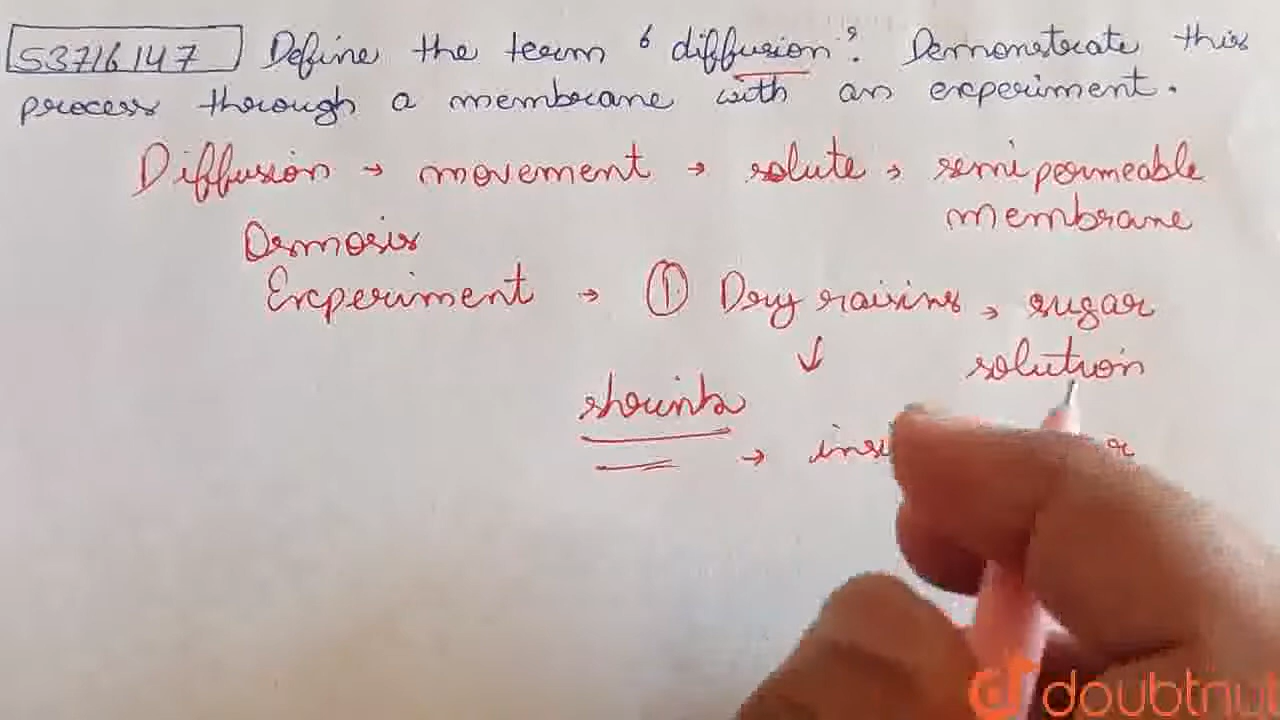 53716147 Define the term 'diffusion'. Demonstrate this
process through a membrane with an experiment.
Diffusion → movement → solute → semipermeable
membrane
Osmosis
Experiment → ① Dry raisins → sugar
↓ solution
shrinks
→
doubtnut